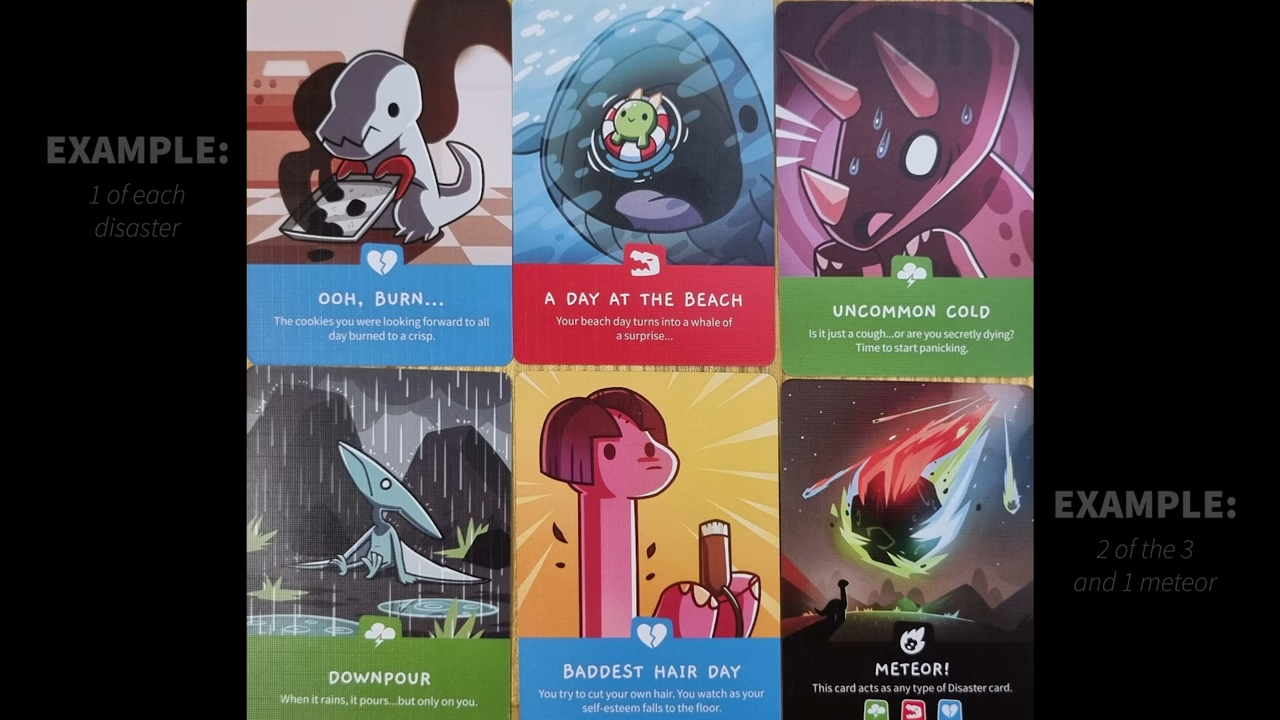 EXAMPLE:
1 of each
disaster
OOH, BURN...
The cookies you were looking forward to all
day burned to a crisp.
A DAY AT THE BEACH
Your beach day turns into a whale of
a surprise...
UNCOMMON COLD
Is it just a cough...or are you secretly dying?
Time to start panicking.
DOWNPOUR
When it rains, it pours...but only on you.
BADDEST HAIR DAY
You try to cut your own hair. You watch as your
self-esteem falls to the floor.
METEOR!
This card acts as any type of Disaster card.
EXAMPLE:
2 of the 3
and 1 meteor